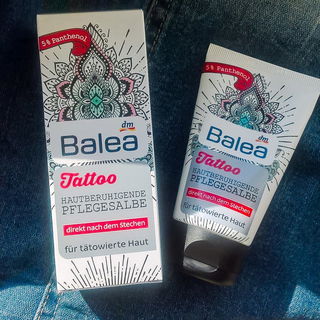 5% Panthenol
dm
Balea
Tattoo
HAUTBERUHIGENDE
PFLEGESALBE
direkt nach dem Stechen
für tätowierte Haut
5% Panthenol
dm
Balea
Tattoo
HAUTBERUHIGENDE
PFLEGESALBE
direkt nach dem Stechen
für tätowierte Haut